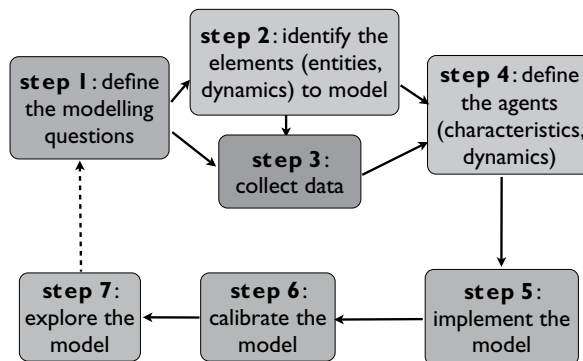 step 1: define
the modelling
questions
step 2: identify the
elements (entities,
dynamics) to model
step 3:
collect data
step 4: define
the agents
(characteristics,
dynamics)
step 5:
implement the
model
step 6:
calibrate the
model
step 7:
explore the
model